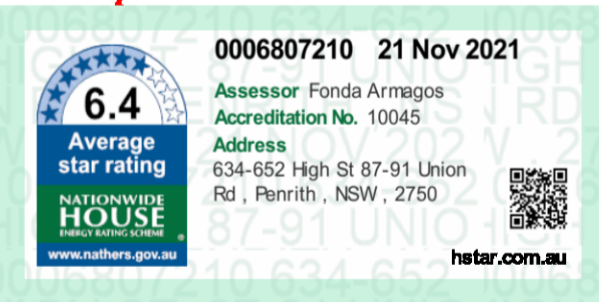 0006807210 21 Nov 2021
Assessor Fonda Armagos
Accreditation No. 10045
Address
634-652 High St 87-91 Union
Rd , Penrith , NSW , 2750
hstar.com.au
6.4
Average
star rating
NATIONWIDE
HOUSE
ENERGY RATING SCHEME
®
www.nathers.gov.au